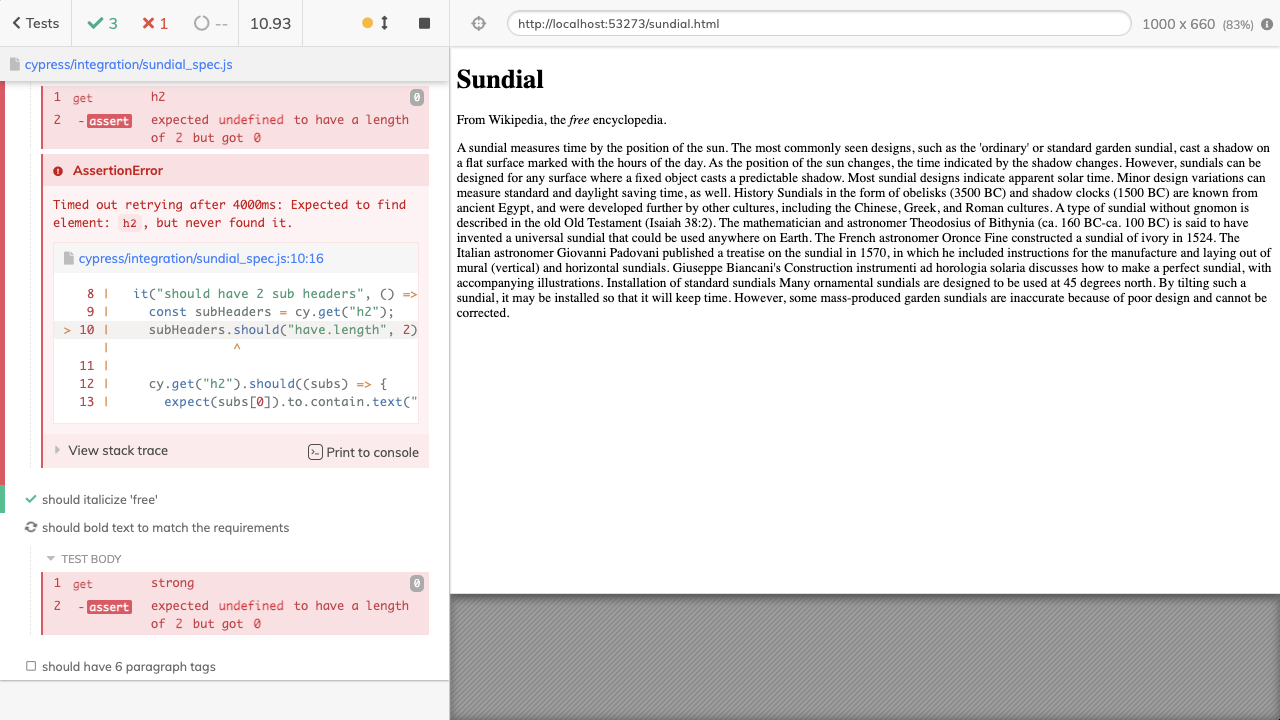 Tests 3 1 -- 10.93
cypress/integration/sundial_spec.js
1 get h2 0
2 -assert expected undefined to have a length
of 2 but got 0
AssertionError
Timed out retrying after 4000ms: Expected to find
element: h2, but never found it.
cypress/integration/sundial_spec.js:10:16
8 | it("should have 2 sub headers", () =>
9 | const subHeaders = cy.get("h2");
> 10 | subHeaders.should("have.length", 2)
| ^
11 |
12 | cy.get("h2").should((subs) => {
13 | expect(subs[0]).to.contain.text("
View stack trace Print to console
should italicize 'free'
should bold text to match the requirements
TEST BODY
1 get strong 0
2 -assert expected undefined to have a length
of 2 but got 0
should have 6 paragraph tags
http://localhost:53273/sundial.html 1000 x 660 (83%)
Sundial
From Wikipedia, the free encyclopedia.
A sundial measures time by the position of the sun. The most commonly seen designs, such as the 'ordinary' or standard garden sundial, cast a shadow on
a flat surface marked with the hours of the day. As the position of the sun changes, the time indicated by the shadow changes. However, sundials can be
designed for any surface where a fixed object casts a predictable shadow. Most sundial designs indicate apparent solar time. Minor design variations can
measure standard and daylight saving time, as well. History Sundials in the form of obelisks (3500 BC) and shadow clocks (1500 BC) are known from
ancient Egypt, and were developed further by other cultures, including the Chinese, Greek, and Roman cultures. A type of sundial without gnomon is
described in the old Old Testament (Isaiah 38:2). The mathematician and astronomer Theodosius of Bithynia (ca. 160 BC-ca. 100 BC) is said to have
invented a universal sundial that could be used anywhere on Earth. The French astronomer Oronce Fine constructed a sundial of ivory in 1524. The
Italian astronomer Giovanni Padovani published a treatise on the sundial in 1570, in which he included instructions for the manufacture and laying out of
mural (vertical) and horizontal sundials. Giuseppe Biancani's Construction instrumenti ad horologia solaria discusses how to make a perfect sundial, with
accompanying illustrations. Installation of standard sundials Many ornamental sundials are designed to be used at 45 degrees north. By tilting such a
sundial, it may be installed so that it will keep time. However, some mass-produced garden sundials are inaccurate because of poor design and cannot be
corrected.